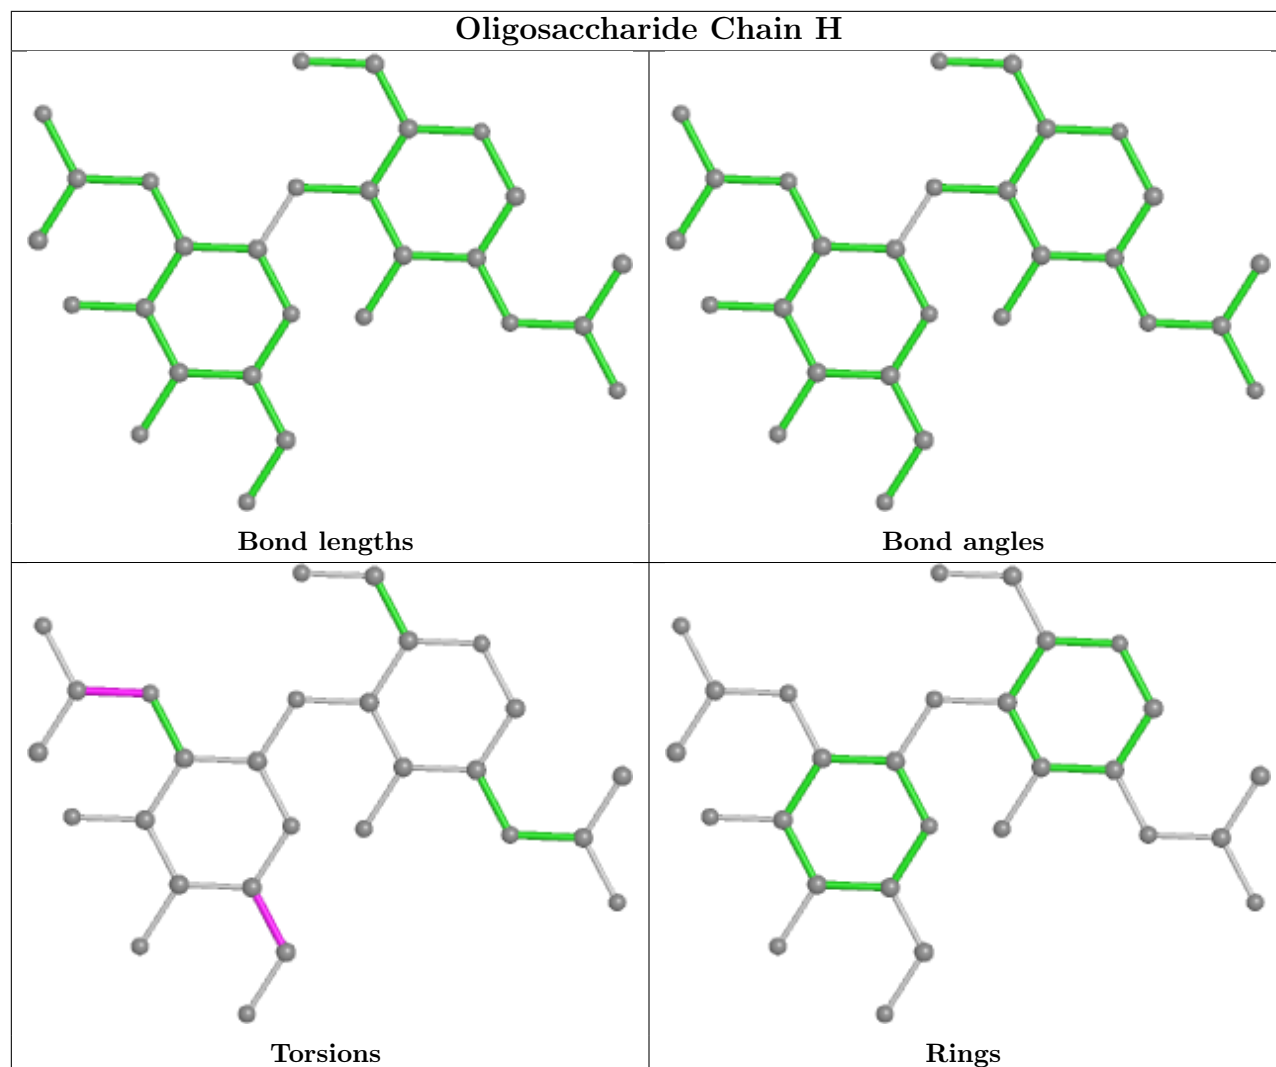 Oligosaccharide Chain H
Bond lengths
Bond angles
Torsions
Rings